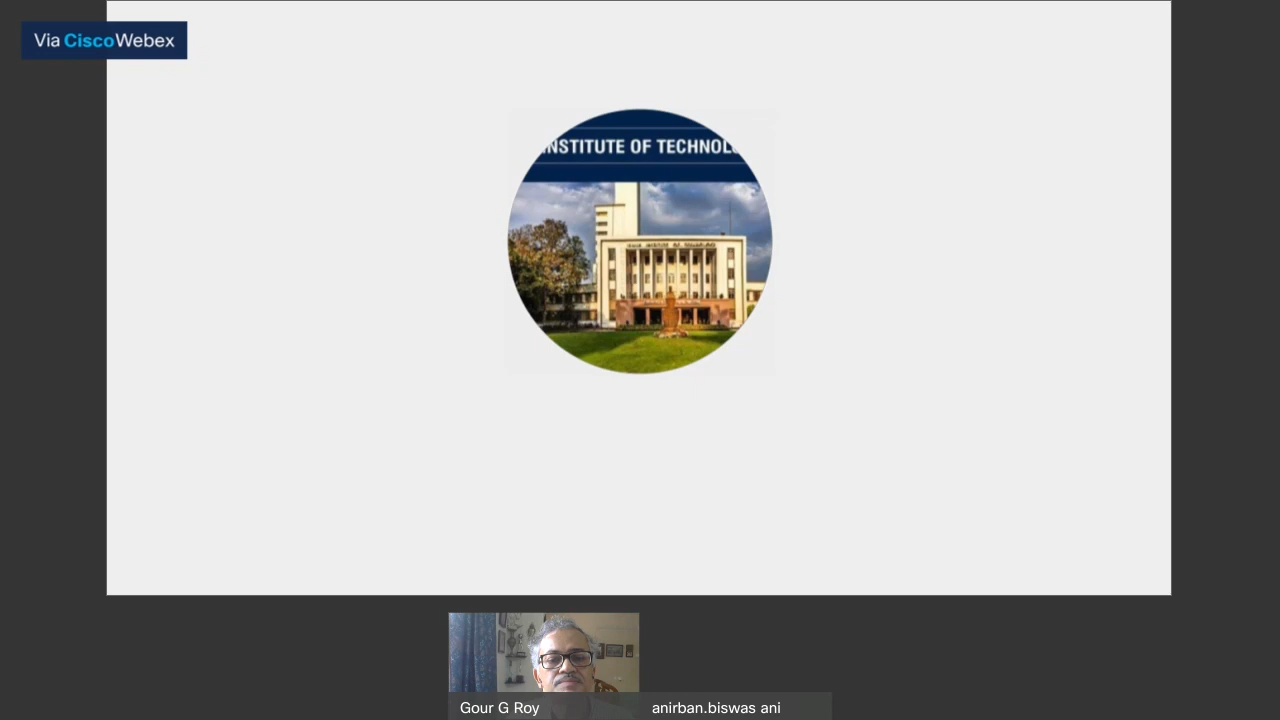 Via CiscoWebex
INSTITUTE OF TECHNOL
Gour G Roy
anirban.biswas ani